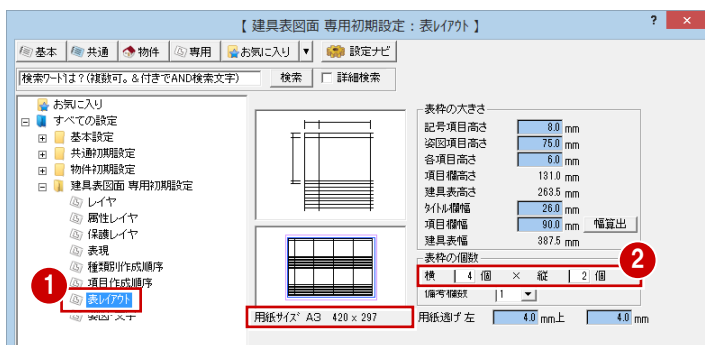 【 建具表図面 専用初期設定：表ﾚｲｱｳﾄ 】 ? ×
基本 共通 物件 専用 お気に入り ▼ 設定ナビ
検索ワードは？(複数可。＆付きでAND検索文字) 検索 詳細検索
お気に入り
すべての設定
基本設定
共通初期設定
物件初期設定
建具表図面 専用初期設定
レイヤ
属性レイヤ
保護レイヤ
表現
種類別作成順序
項目作成順序
1
表ﾚｲｱｳﾄ
用紙ｻｲｽﾞ A3 420 x 297
表枠の大きさ
記号項目高さ 8.0 mm
姿図項目高さ 75.0 mm
各項目高さ 6.0 mm
項目欄高さ 131.0 mm
建具表高さ 263.5 mm
ﾀｲﾄﾙ欄幅 26.0 mm
項目欄幅 90.0 mm 幅算出
建具表幅 387.5 mm
表枠の個数
2
横 4 個 × 縦 2 個
備考欄数 1
用紙逃げ 左 4.0 mm 上 4.0 mm